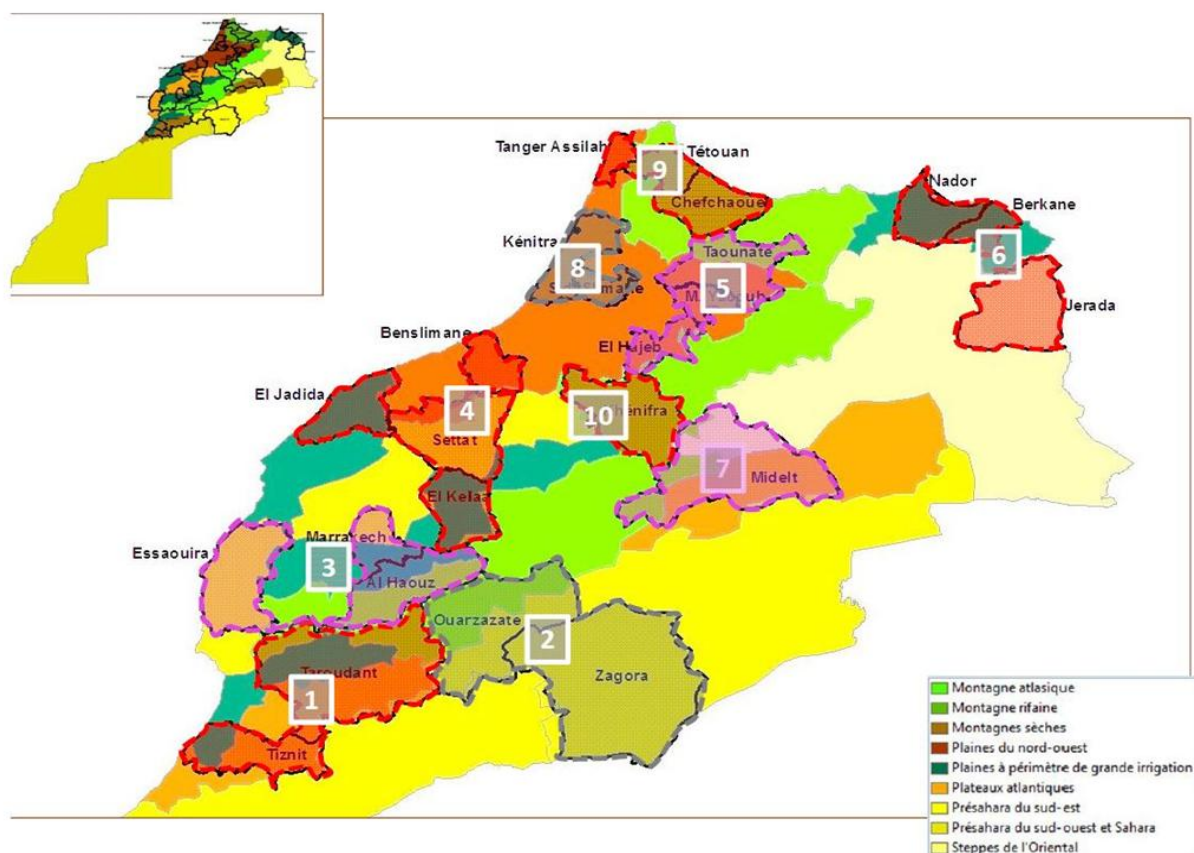 Tanger Assilah
Tétouan
9
Chefchaoue
Nador
Berkane
Kénitra
8
Taounate
5
6
Jerada
Benslimane
El Hajeb
El Jadida
4
10
Khénifra
Settat
7
Midelt
El Kelaa
Essaouira
Marrakech
3
Al Haouz
Ouarzazate
2
Zagora
Taroudant
1
Tiznit
Montagne atlasique
Montagne rifaine
Montagnes sèches
Plaines du nord-ouest
Plaines à périmètre de grande irrigation
Plateaux atlantiques
Présahara du sud-est
Présahara du sud-ouest et Sahara
Steppes de l'Oriental